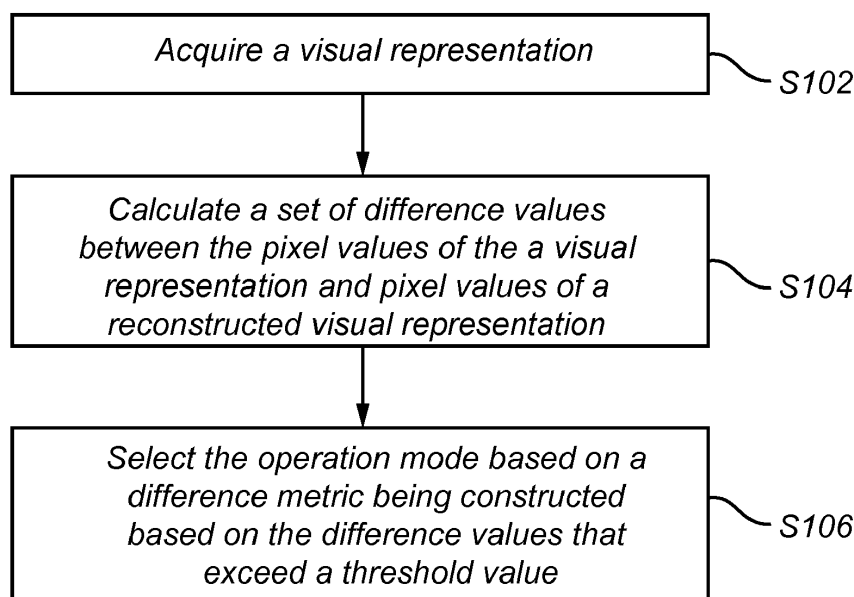 Acquire a visual representation
S102
Calculate a set of difference values
between the pixel values of the a visual
representation and pixel values of a
reconstructed visual representation
S104
Select the operation mode based on a
difference metric being constructed
based on the difference values that
exceed a threshold value
S106